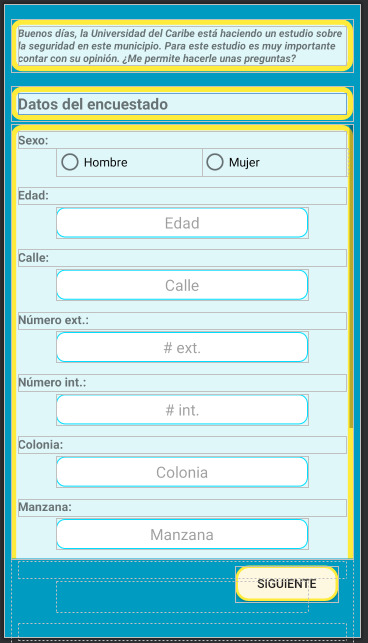 Buenos días, la Universidad del Caribe está haciendo un estudio sobre
la seguridad en este municipio. Para este estudio es muy importante
contar con su opinión. ¿Me permite hacerle unas preguntas?
Datos del encuestado
Sexo:
Hombre Mujer
Edad:
Edad
Calle:
Calle
Número ext.:
# ext.
Número int.:
# int.
Colonia:
Colonia
Manzana:
Manzana
SIGUIENTE